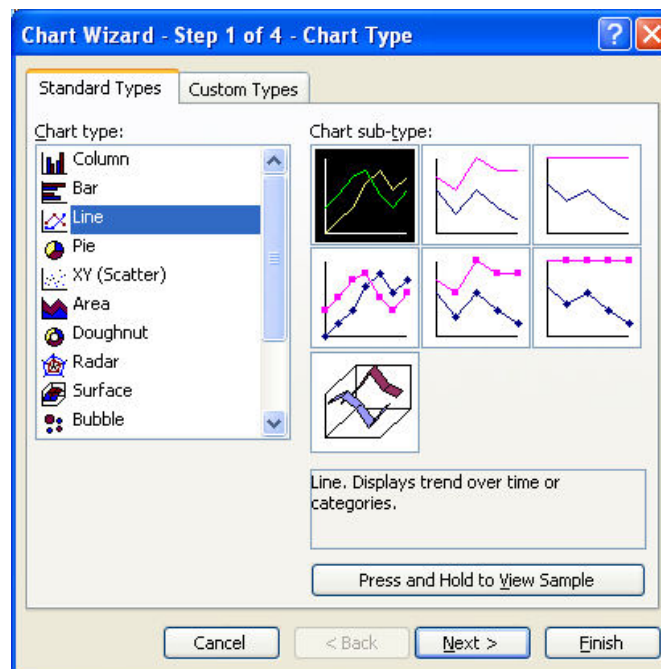 Chart Wizard - Step 1 of 4 - Chart Type
Standard Types
Custom Types
Chart type:
Column
Bar
Line
Pie
XY (Scatter)
Area
Doughnut
Radar
Surface
Bubble
Chart sub-type:
Line. Displays trend over time or
categories.
Press and Hold to View Sample
Cancel
< Back
Next >
Finish